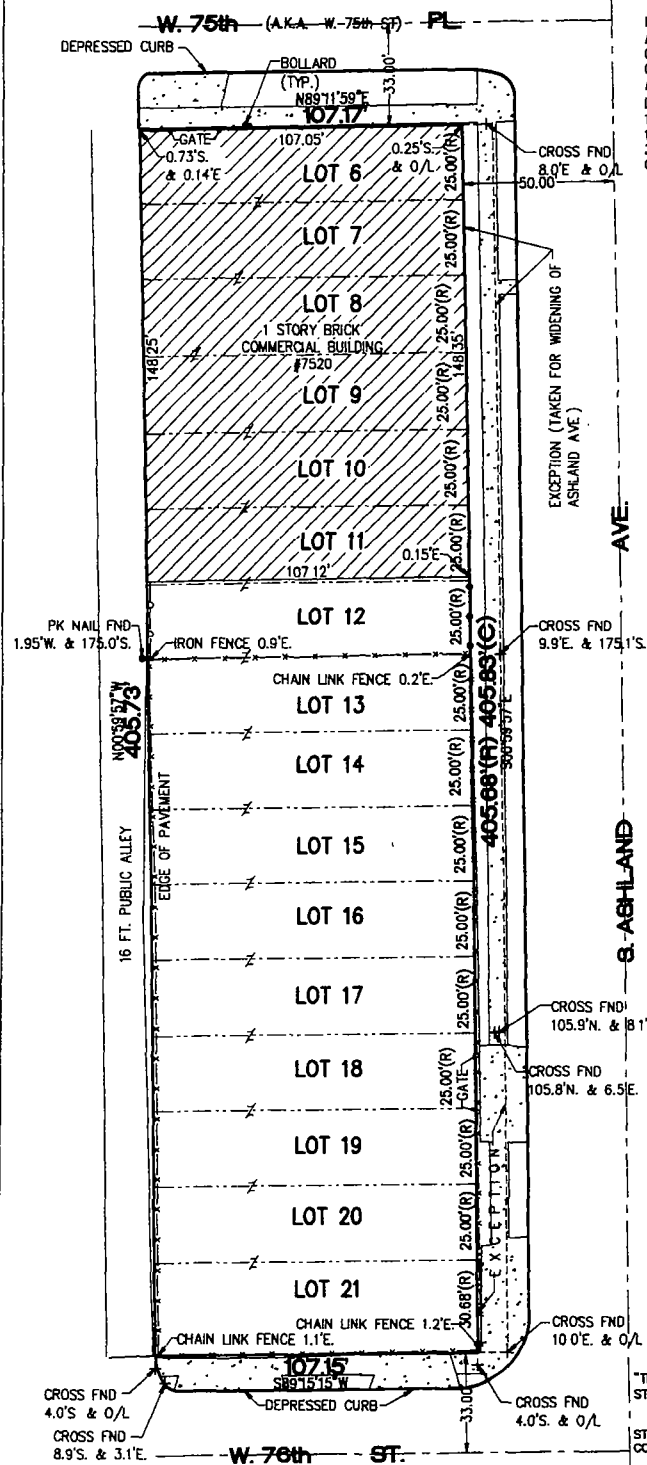 W. 75th (A.K.A. W. 75th ST) PL.
DEPRESSED CURB
BOLLARD
(TYP.)
33.00'
N89°11'59"E
107.17'
GATE
107.05'
0.73'S.
& 0.14'E
0.25'S.
& O/L
CROSS FND
8.0'E & O/L
50.00
LOT 6
25.00'(R)
LOT 7
25.00'(R)
LOT 8
25.00'(R)
1 STORY BRICK
COMMERCIAL BUILDING
#7520
148.25'
148.35'
LOT 9
25.00'(R)
LOT 10
25.00'(R)
LOT 11
25.00'(R)
EXCEPTION (TAKEN FOR WIDENING OF
ASHLAND AVE)
107.12'
0.15'E
LOT 12
25.00'(R)
PK NAIL FND
1.95'W. & 175.0'S.
IRON FENCE 0.9'E.
CROSS FND
9.9'E. & 175.1'S.
CHAIN LINK FENCE 0.2'E.
N00°59'57"W
405.73'
405.68'(R) 405.83'(C)
S00°59'57"E
LOT 13
25.00'(R)
LOT 14
25.00'(R)
LOT 15
25.00'(R)
16 FT. PUBLIC ALLEY
EDGE OF PAVEMENT
LOT 16
25.00'(R)
LOT 17
25.00'(R)
S. ASHLAND AVE.
CROSS FND
105.9'N. & 8.1'
CROSS FND
105.8'N. & 6.5'E.
LOT 18
25.00'(R)
GATE
LOT 19
25.00'(R)
EXCEPTION
LOT 20
25.00'(R)
LOT 21
30.68'(R)
CHAIN LINK FENCE 1.2'E.
CHAIN LINK FENCE 1.1'E.
CROSS FND
10.0'E. & O/L
107.15'
S89°15'15"W
DEPRESSED CURB
33.00'
CROSS FND
4.0'S & O/L
CROSS FND
8.9'S. & 3.1'E.
CROSS FND
4.0'S. & O/L
W. 76th ST.